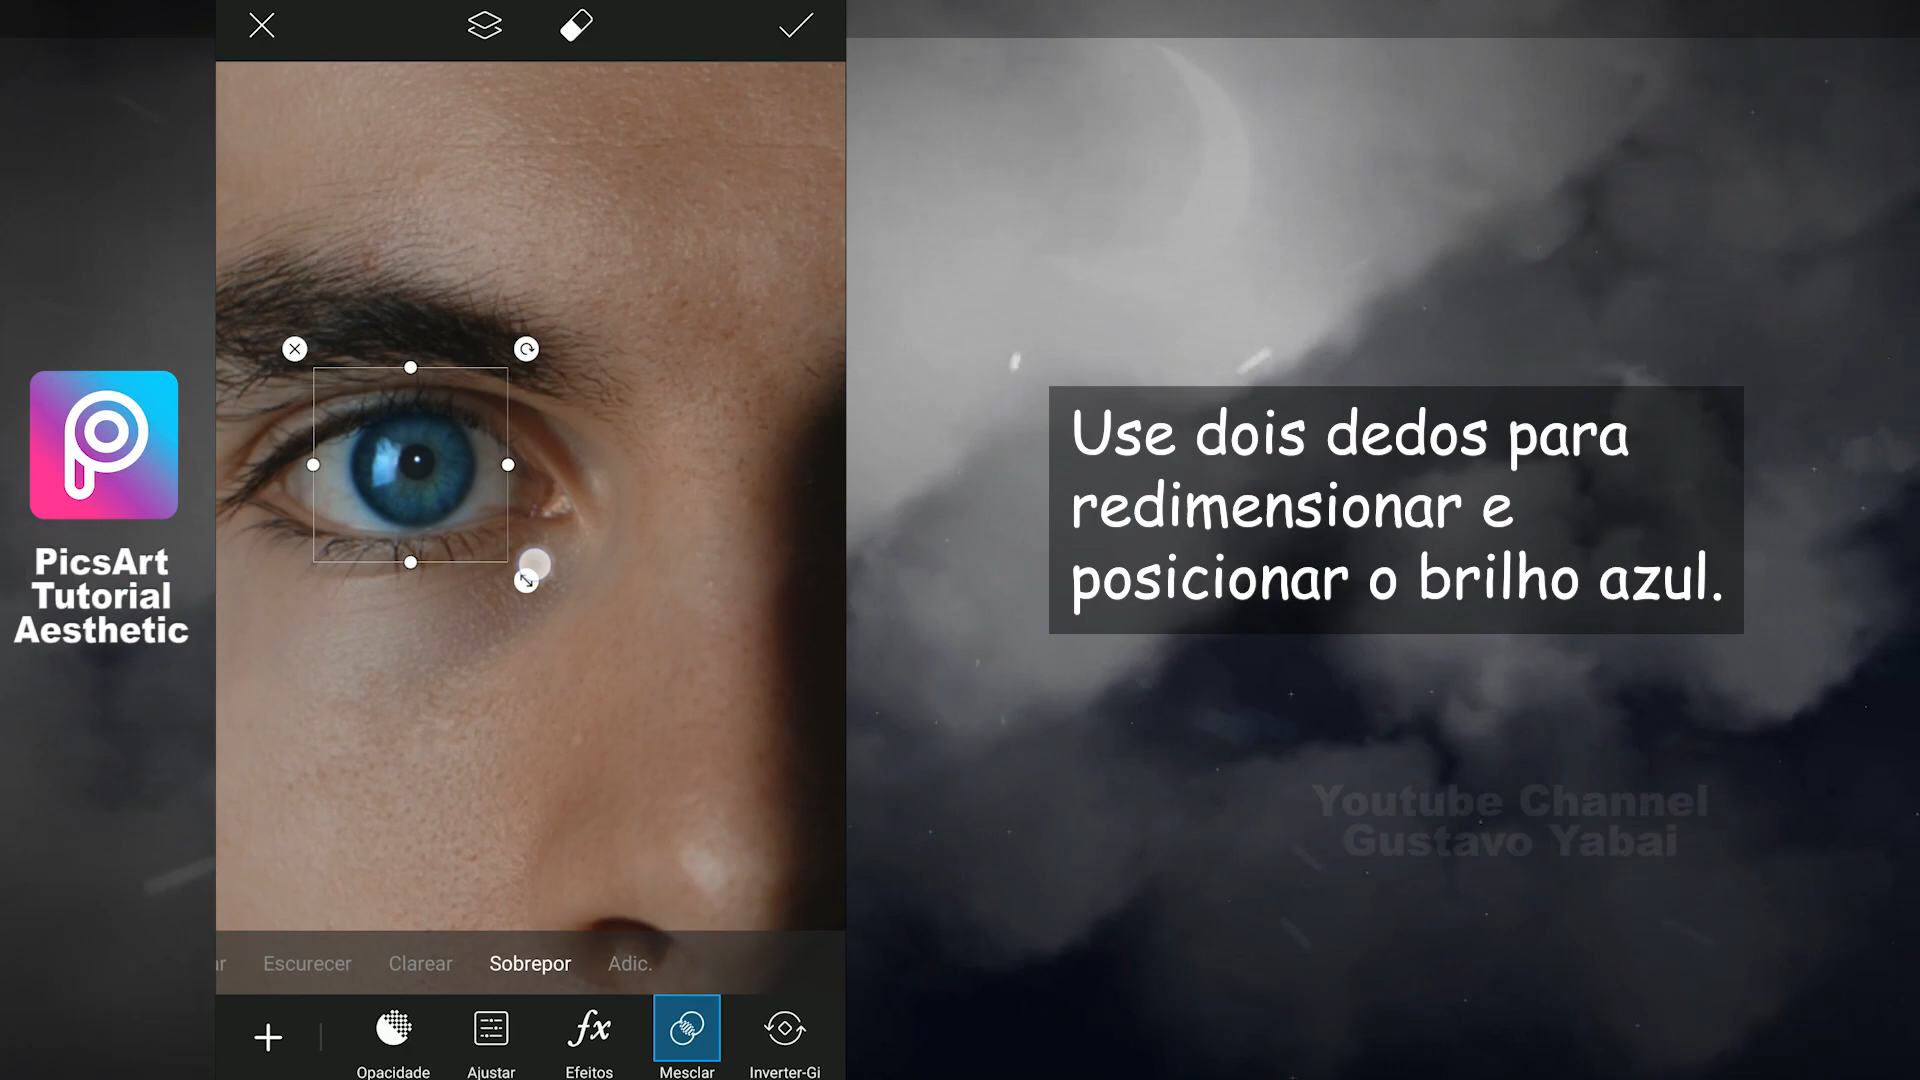 PicsArt
Tutorial
Aesthetic
Use dois dedos para
redimensionar e
posicionar o brilho azul.
Youtube Channel
Gustavo Yabai
Escurecer Clarear Sobrepor Adic.
Opacidade Ajustar Efeitos Mesclar Inverter-Gi